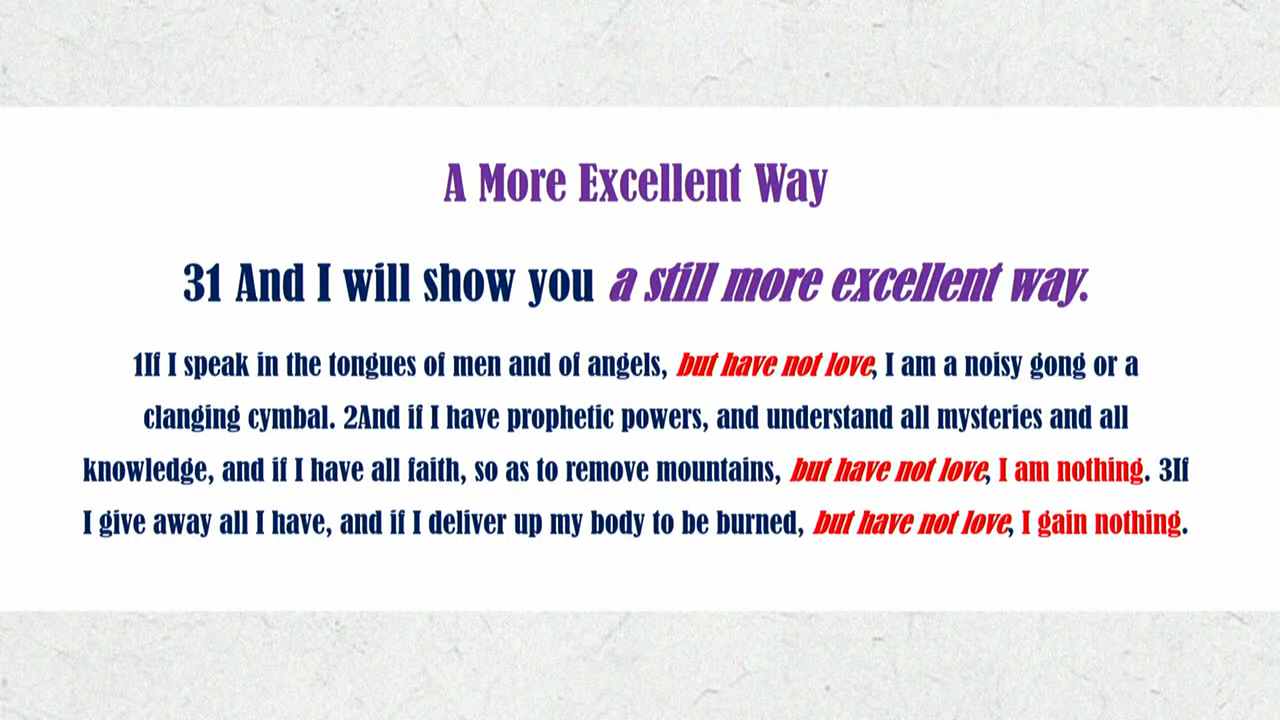 A More Excellent Way
31 And I will show you a still more excellent way.
1If I speak in the tongues of men and of angels, but have not love, I am a noisy gong or a
clanging cymbal. 2And if I have prophetic powers, and understand all mysteries and all
knowledge, and if I have all faith, so as to remove mountains, but have not love, I am nothing. 3If
I give away all I have, and if I deliver up my body to be burned, but have not love, I gain nothing.